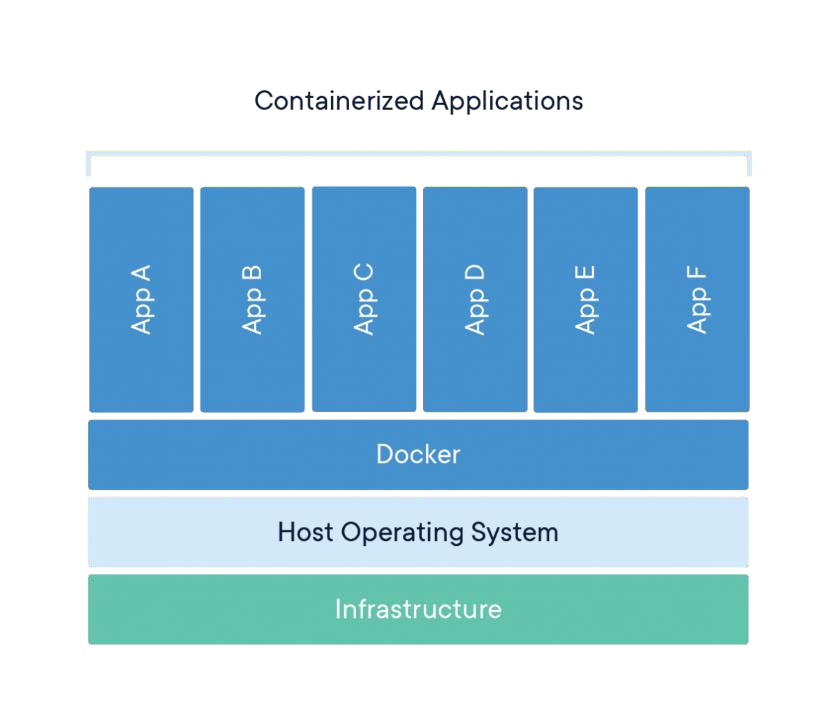 Containerized Applications
App A
App B
App C
App D
App E
App F
Docker
Host Operating System
Infrastructure